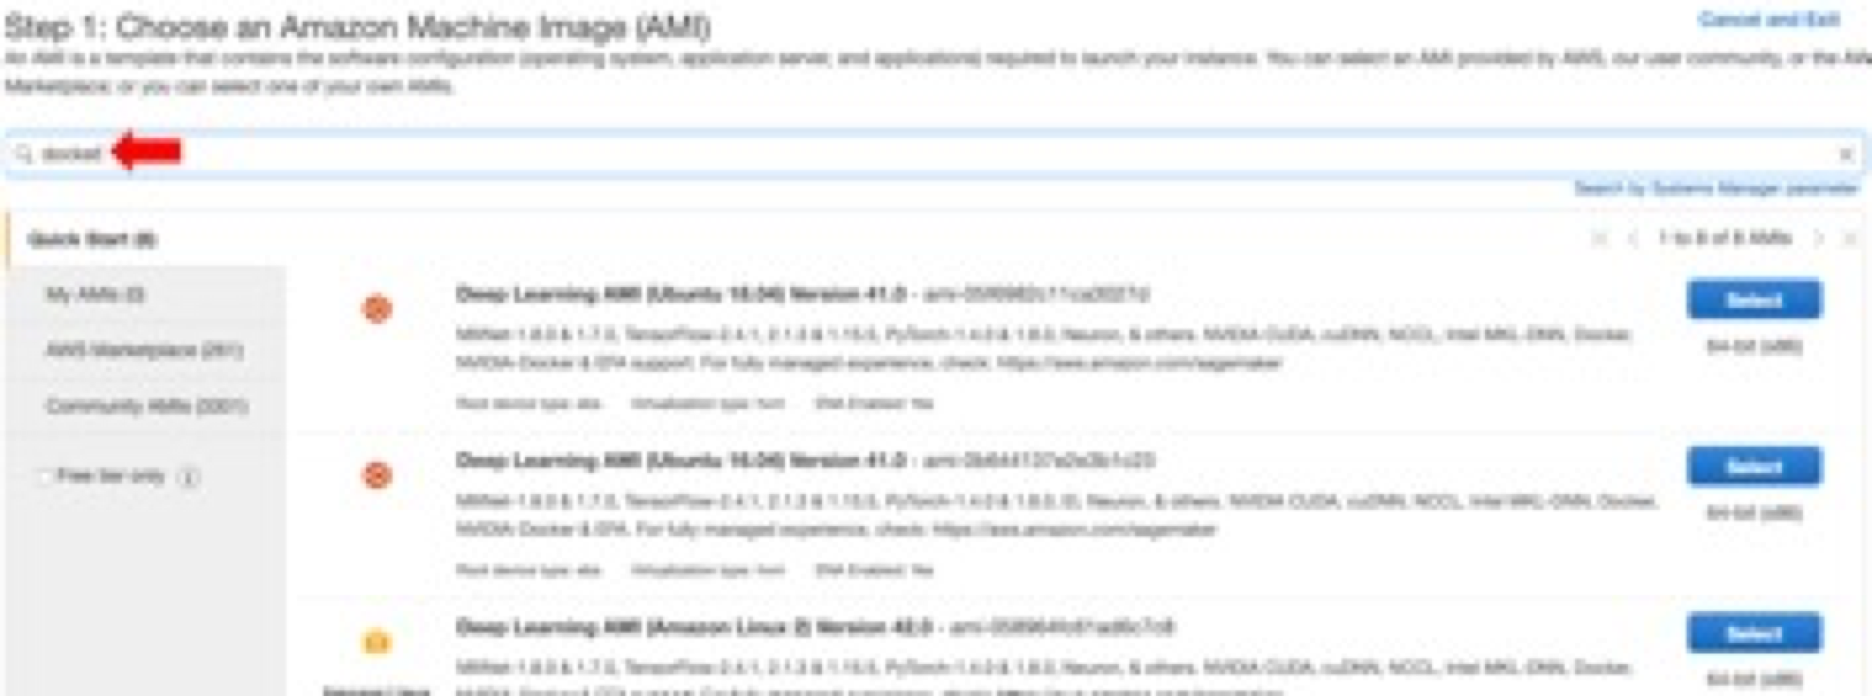 Step 1: Choose an Amazon Machine Image (AMI)
Cancel and Exit
An AMI is a template that contains the software configuration (operating system, application server, and applications) required to launch your instance. You can select an AMI provided by AWS, our user community, or the AW
Marketplace; or you can select one of your own AMIs.
Search by Systems Manager parameter
Quick Start (8)
1 to 8 of 8 AMIs
My AMIs (0)
AWS Marketplace (261)
Community AMIs
Free tier only
Deep Learning AMI (Ubuntu 18.04) Version 41.0 -
Select
MXNet-1.8.0 & 1.7.0, TensorFlow-2.4.1, 2.1.3 & 1.15.5, PyTorch-1.4.0 & 1.8.0, Neuron, & others. NVIDIA CUDA, cuDNN, NCCL, Intel MKL-DNN, Docker,
NVIDIA-Docker & EFA support. For fully managed experience, check: https://aws.amazon.com/sagemaker
64-bit (x86)
Root device type: ebs Virtualization type: hvm ENA Enabled: Yes
Deep Learning AMI (Ubuntu 16.04) Version 41.0 -
Select
MXNet-1.8.0 & 1.7.0, TensorFlow-2.4.1, 2.1.3 & 1.15.5, PyTorch-1.4.0 & 1.8.0, Neuron, & others. NVIDIA CUDA, cuDNN, NCCL, Intel MKL-DNN, Docker,
NVIDIA-Docker & EFA. For fully managed experience, check: https://aws.amazon.com/sagemaker
64-bit (x86)
Root device type: ebs Virtualization type: hvm ENA Enabled: Yes
Deep Learning AMI (Amazon Linux 2) Version 42.0 -
Select
MXNet-1.8.0 & 1.7.0, TensorFlow-2.4.1, 2.1.3 & 1.15.5, PyTorch-1.4.0 & 1.8.0, Neuron, & others. NVIDIA CUDA, cuDNN, NCCL, Intel MKL-DNN, Docker,
64-bit (x86)
Amazon Linux